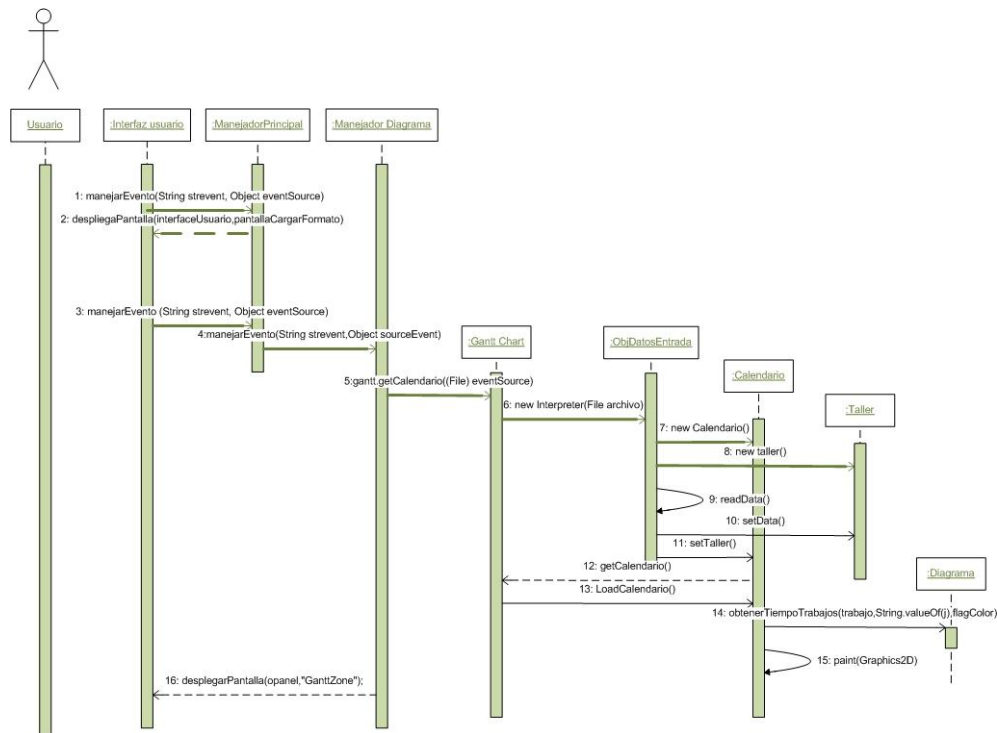 Usuario
:Interfaz usuario
:ManejadorPrincipal
:Manejador Diagrama
1: manejarEvento(String strevent, Object eventSource)
2: despliegaPantalla(interfaceUsuario,pantallaCargarFormato)
3: manejarEvento (String strevent, Object eventSource)
4:manejarEvento(String strevent,Object sourceEvent)
:Gantt Chart
:ObjDatosEntrada
:Calendario
:Taller
5:gantt.getCalendario((File) eventSource)
6: new Interpreter(File archivo)
7: new Calendario()
8: new taller()
9: readData()
10: setData()
11: setTaller()
12: getCalendario()
13: LoadCalendario()
:Diagrama
14: obtenerTiempoTrabajos(trabajo,String.valueOf(j),flagColor)
15: paint(Graphics2D)
16: desplegarPantalla(opanel,"GanttZone");